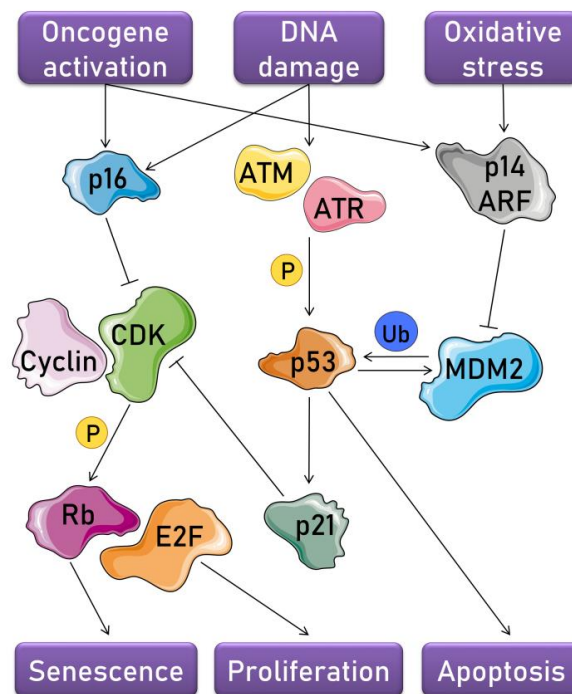 Oncogene
activation
DNA
damage
Oxidative
stress
p16
ATM
ATR
p14
ARF
P
Ub
Cyclin
CDK
p53
MDM2
P
Rb
E2F
p21
Senescence
Proliferation
Apoptosis